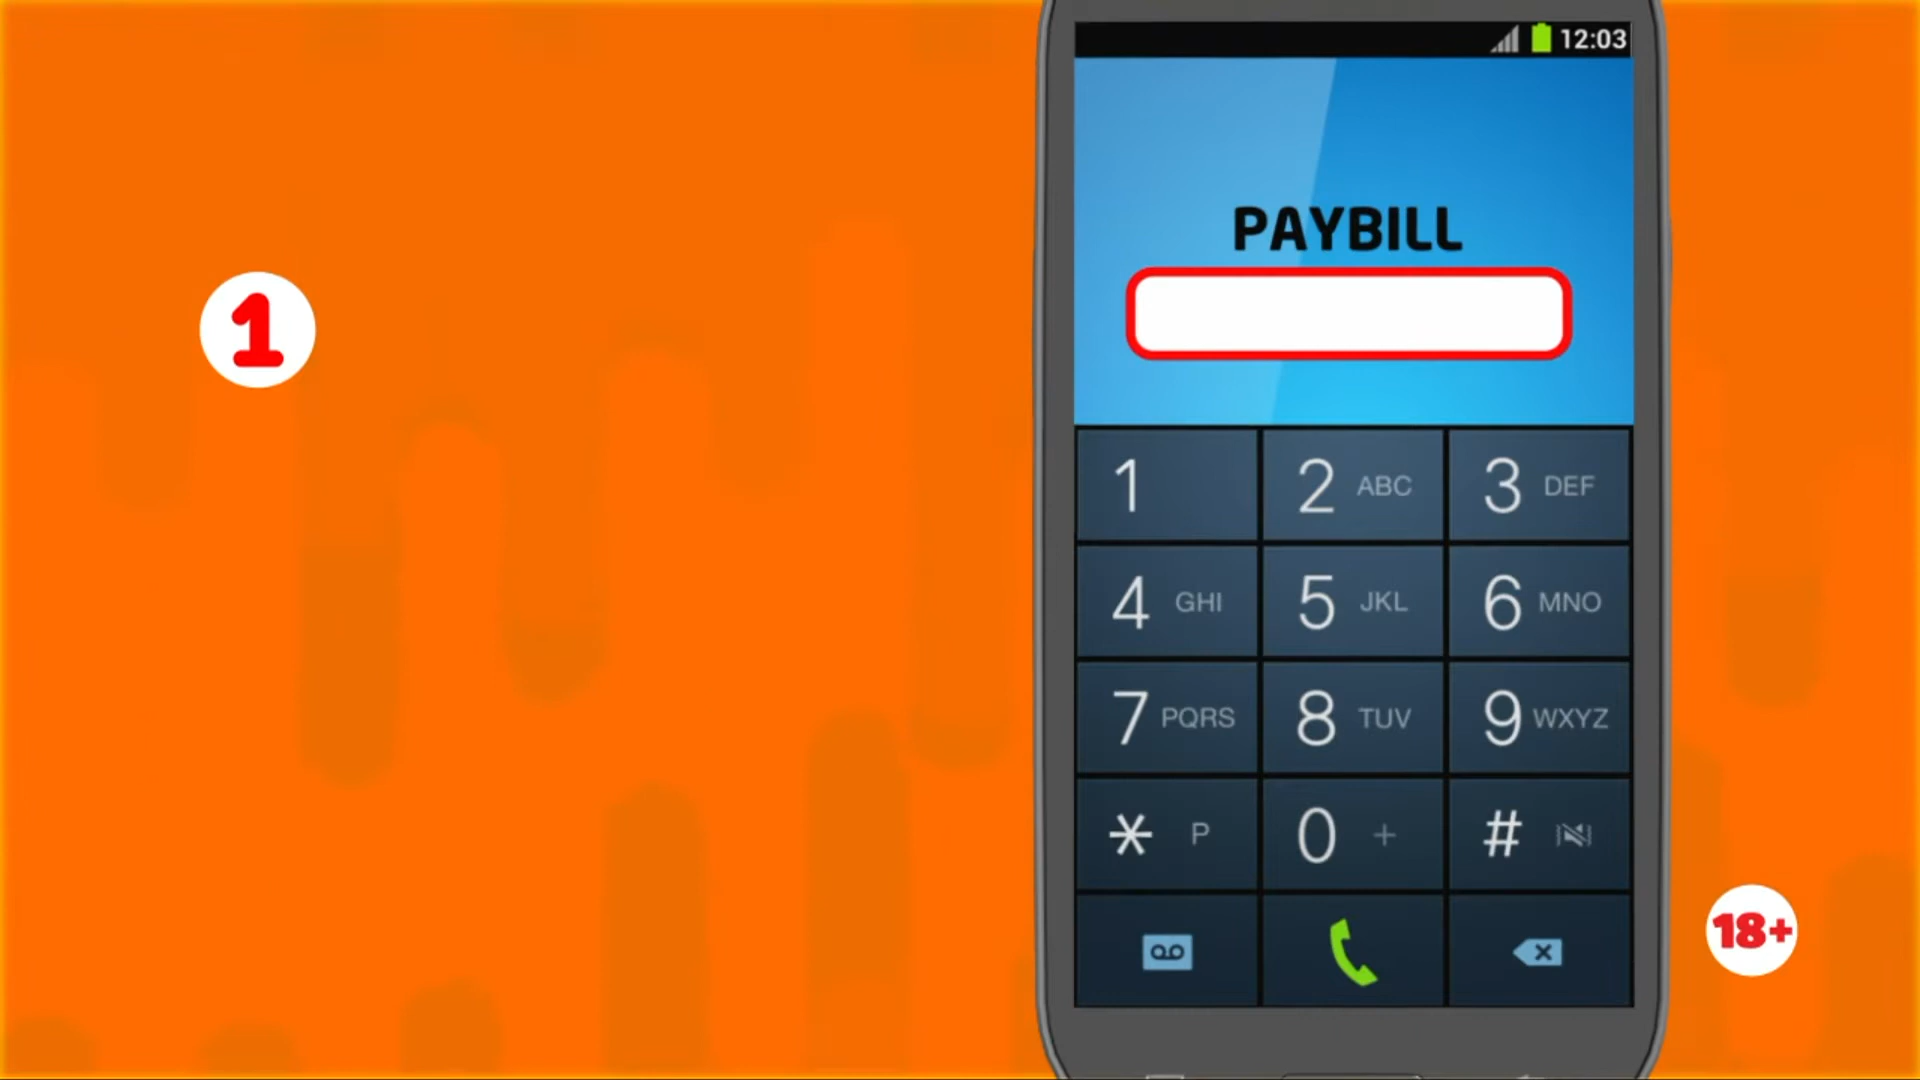 12:03
PAYBILL
1
1
2 ABC
3 DEF
4 GHI
5 JKL
6 MNO
7 PQRS
8 TUV
9 WXYZ
* P
0 +
#
18+